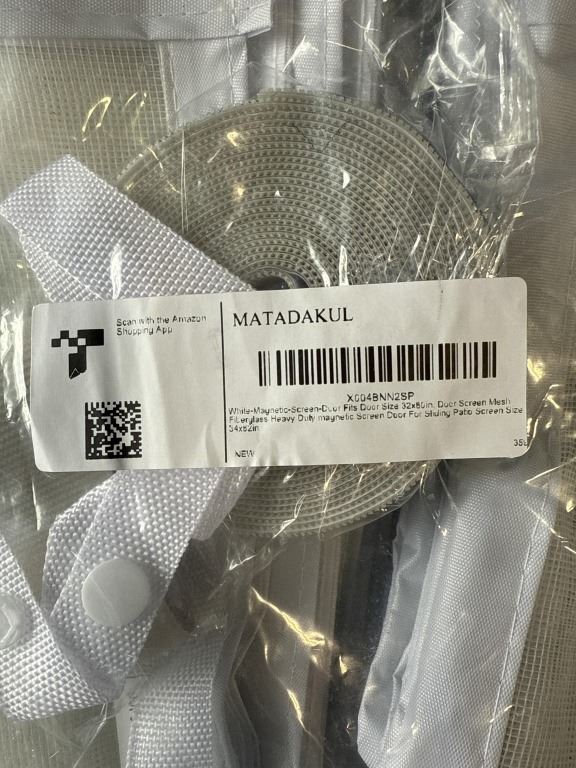 Scan with the Amazon
Shopping App
MATADAKUL
X004BNN2SP
White-Magnetic-Screen-Door Fits Door Size 32x80in, Door Screen Mesh
Fiberglass Heavy Duty magnetic Screen Door For Sliding Patio Screen Size
34x82in
NEW